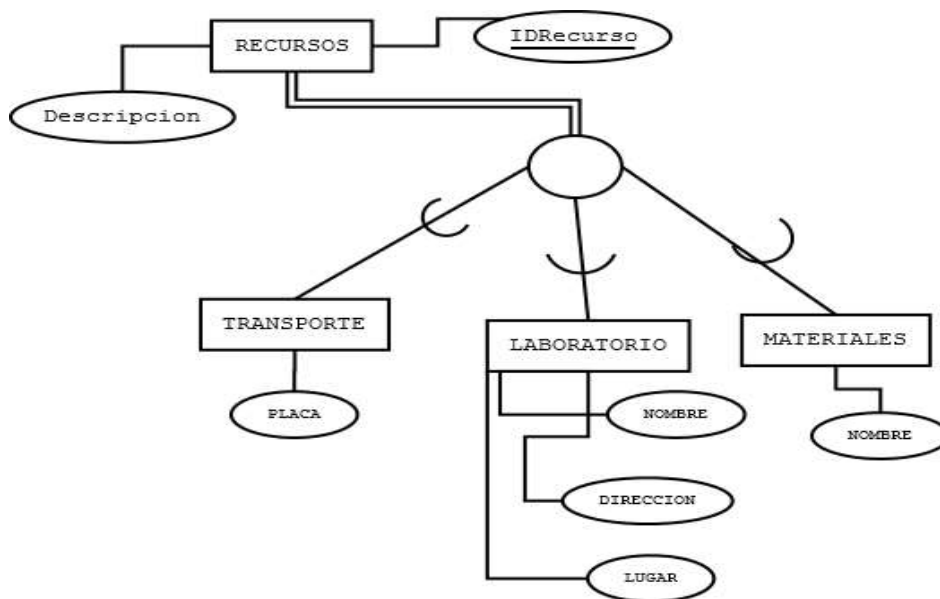 RECURSOS
IDRecurso
Descripcion
TRANSPORTE
LABORATORIO
MATERIALES
PLACA
NOMBRE
NOMBRE
DIRECCION
LUGAR